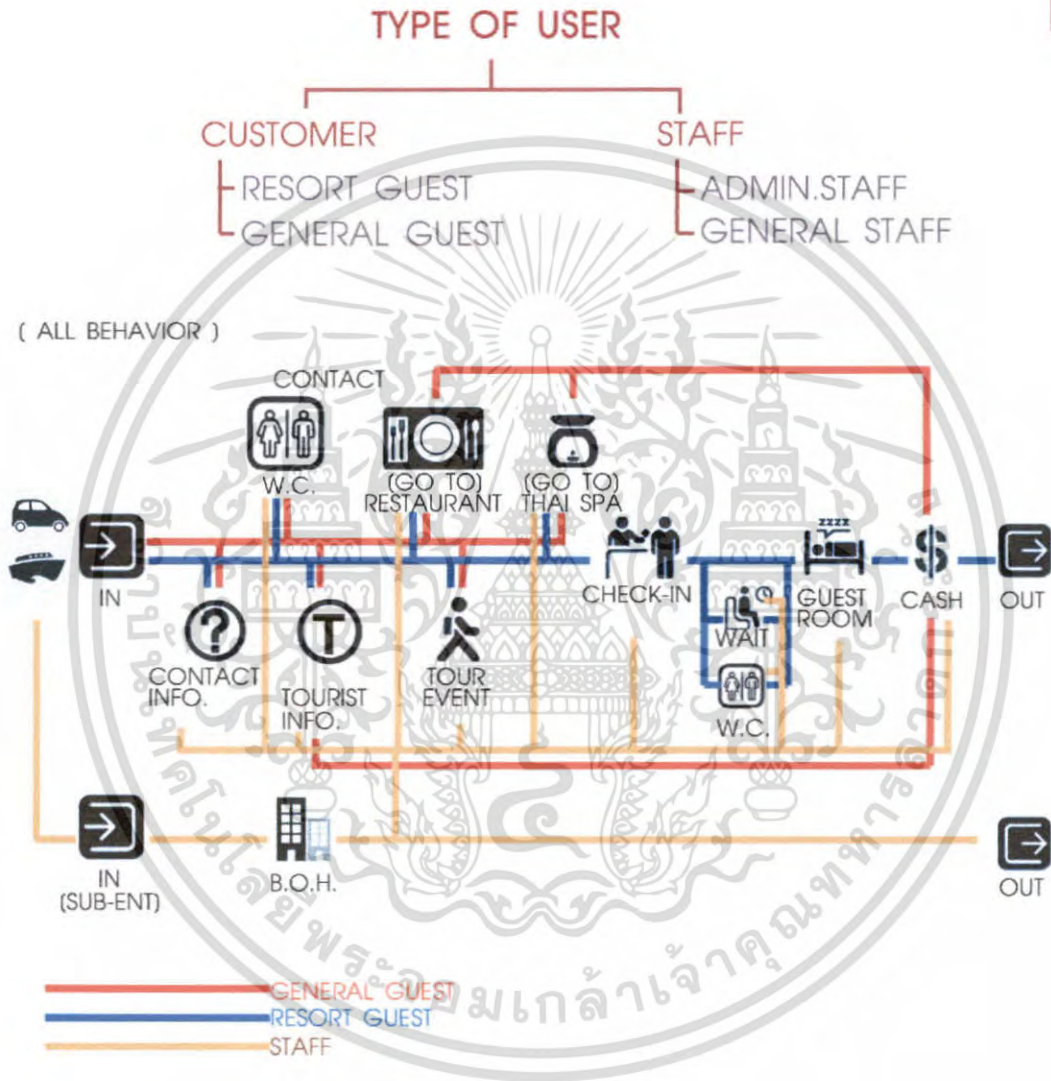 TYPE OF USER
CUSTOMER
RESORT GUEST
GENERAL GUEST
STAFF
ADMIN.STAFF
GENERAL STAFF
( ALL BEHAVIOR )
CONTACT
W.C.
(GO TO)
RESTAURANT
(GO TO)
THAI SPA
IN
?
CONTACT
INFO.
T
TOURIST
INFO.
TOUR
EVENT
CHECK-IN
WAIT
W.C.
zzzz
GUEST
ROOM
$
CASH
OUT
IN
(SUB-ENT)
B.O.H.
OUT
GENERAL GUEST
RESORT GUEST
STAFF